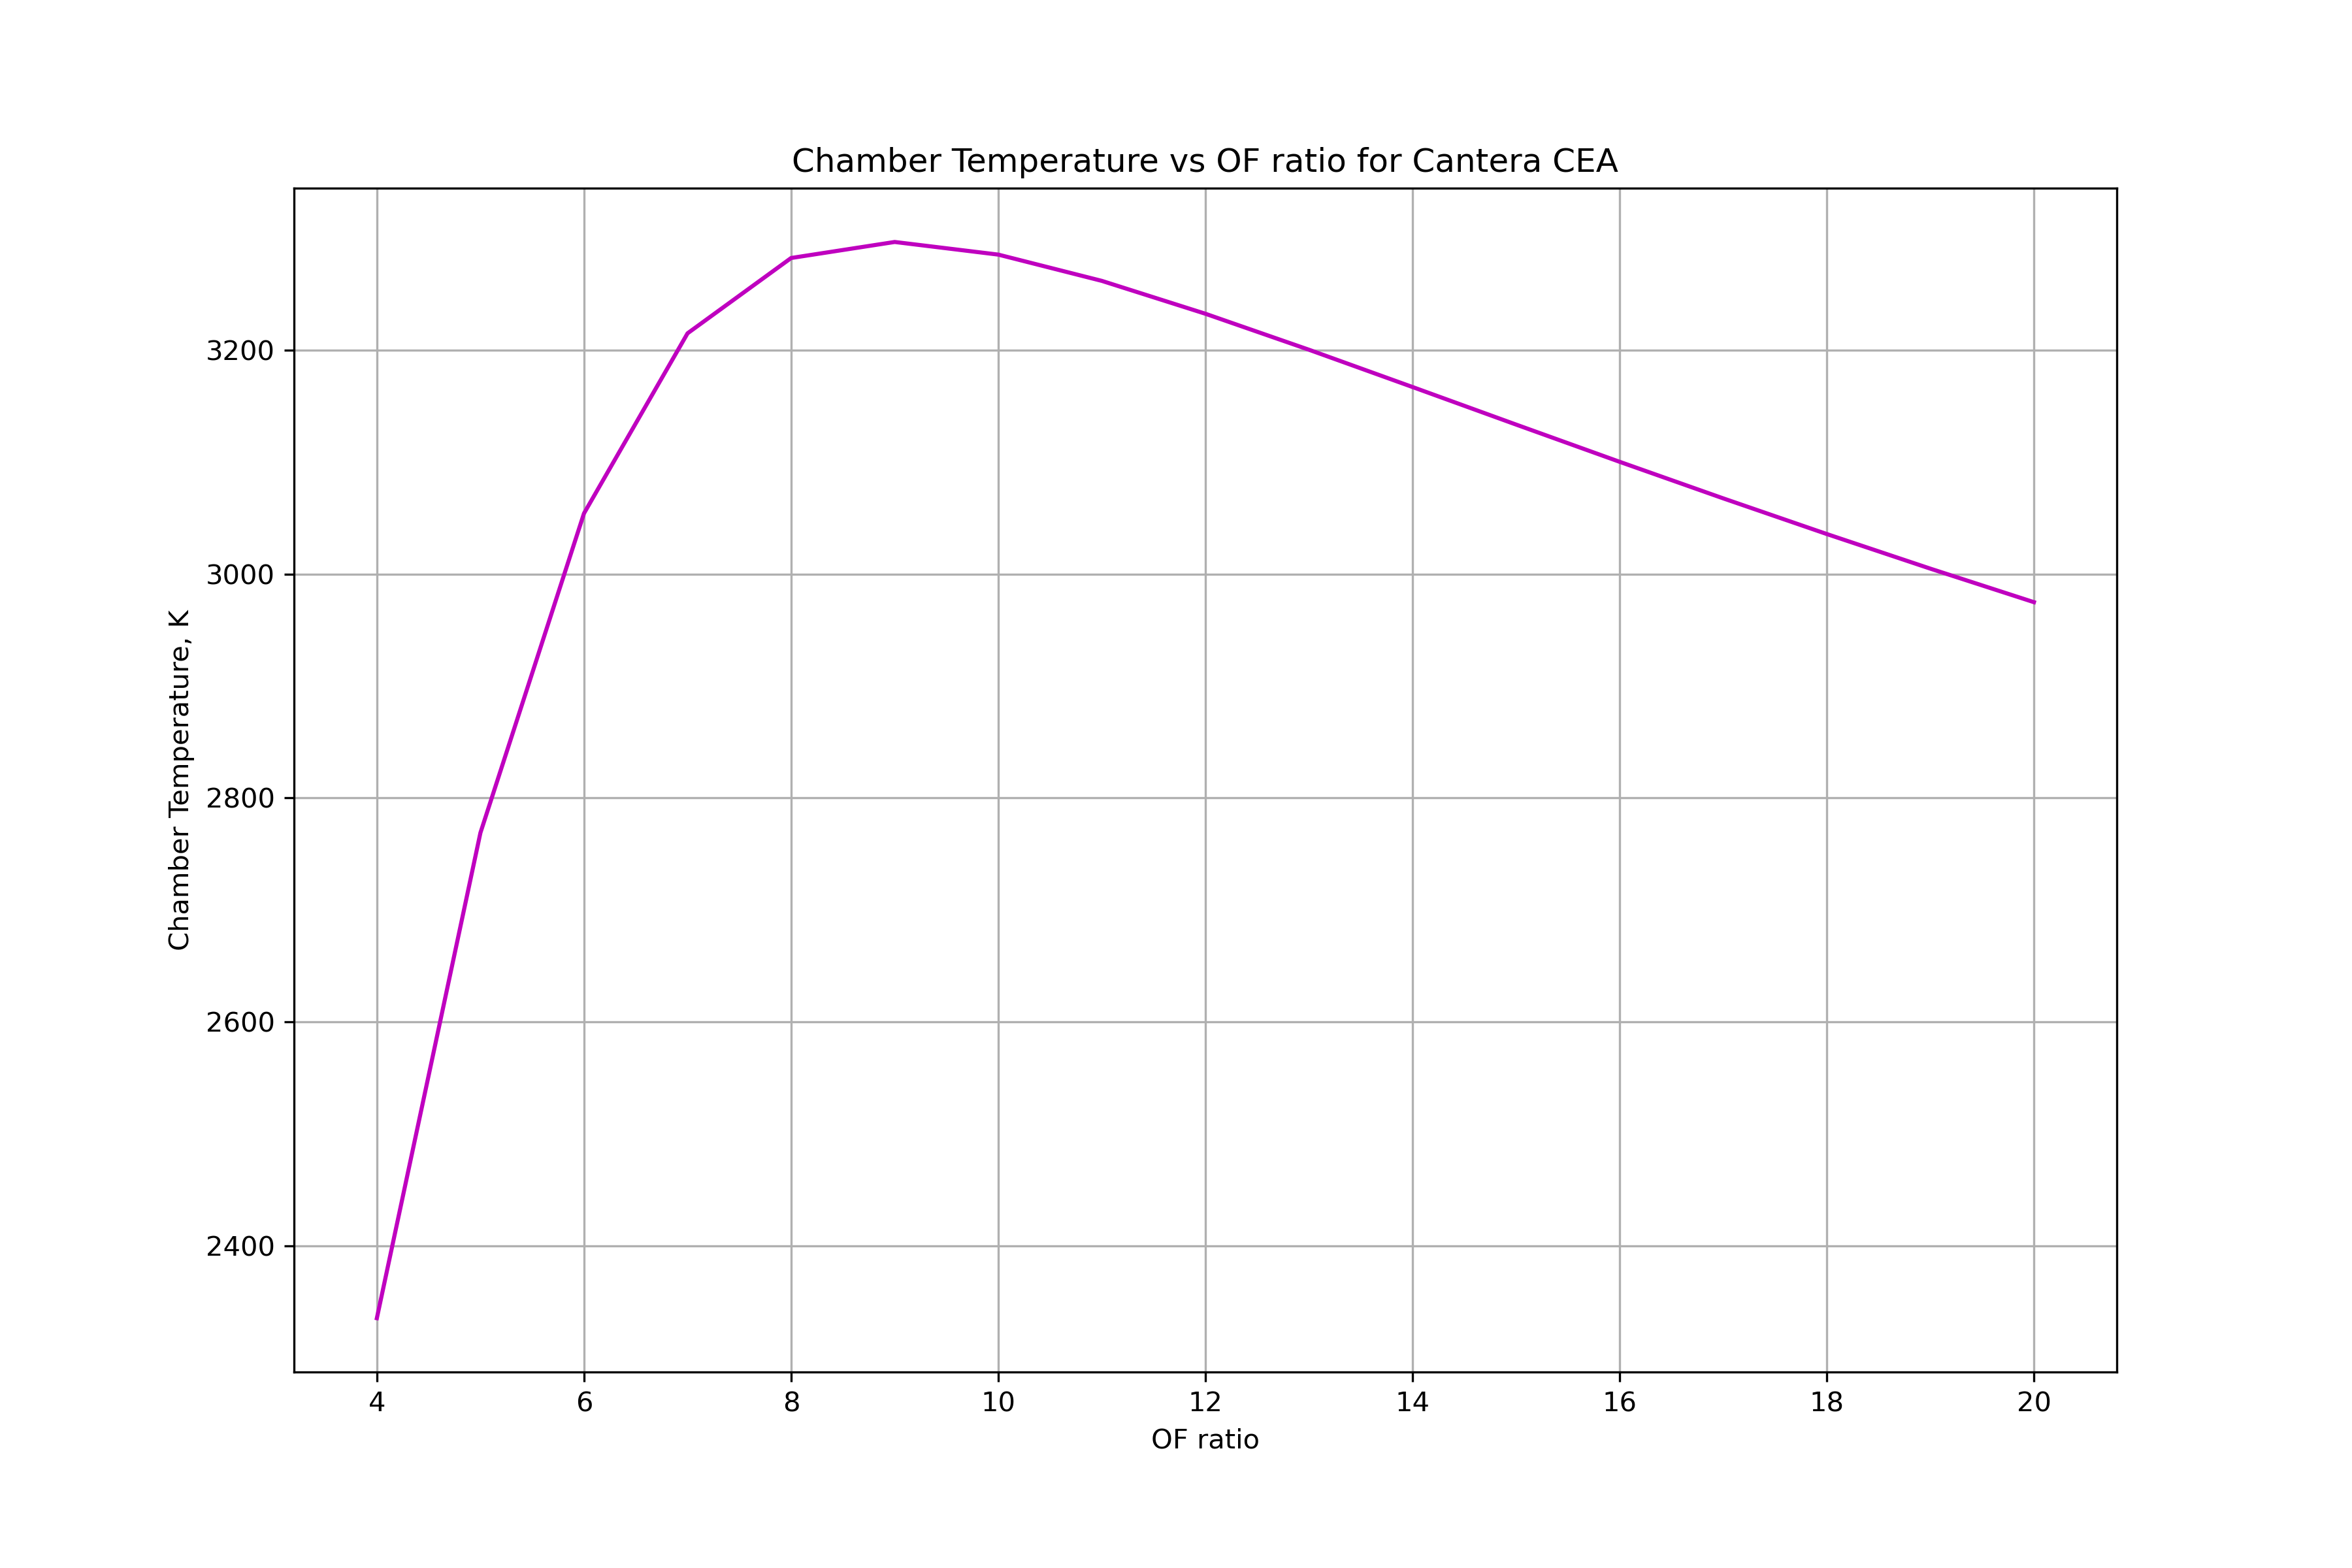 Chamber Temperature vs OF ratio for Cantera CEA
Chamber Temperature, K
3200
3000
2800
2600
2400
4 6 8 10 12 14 16 18 20
OF ratio